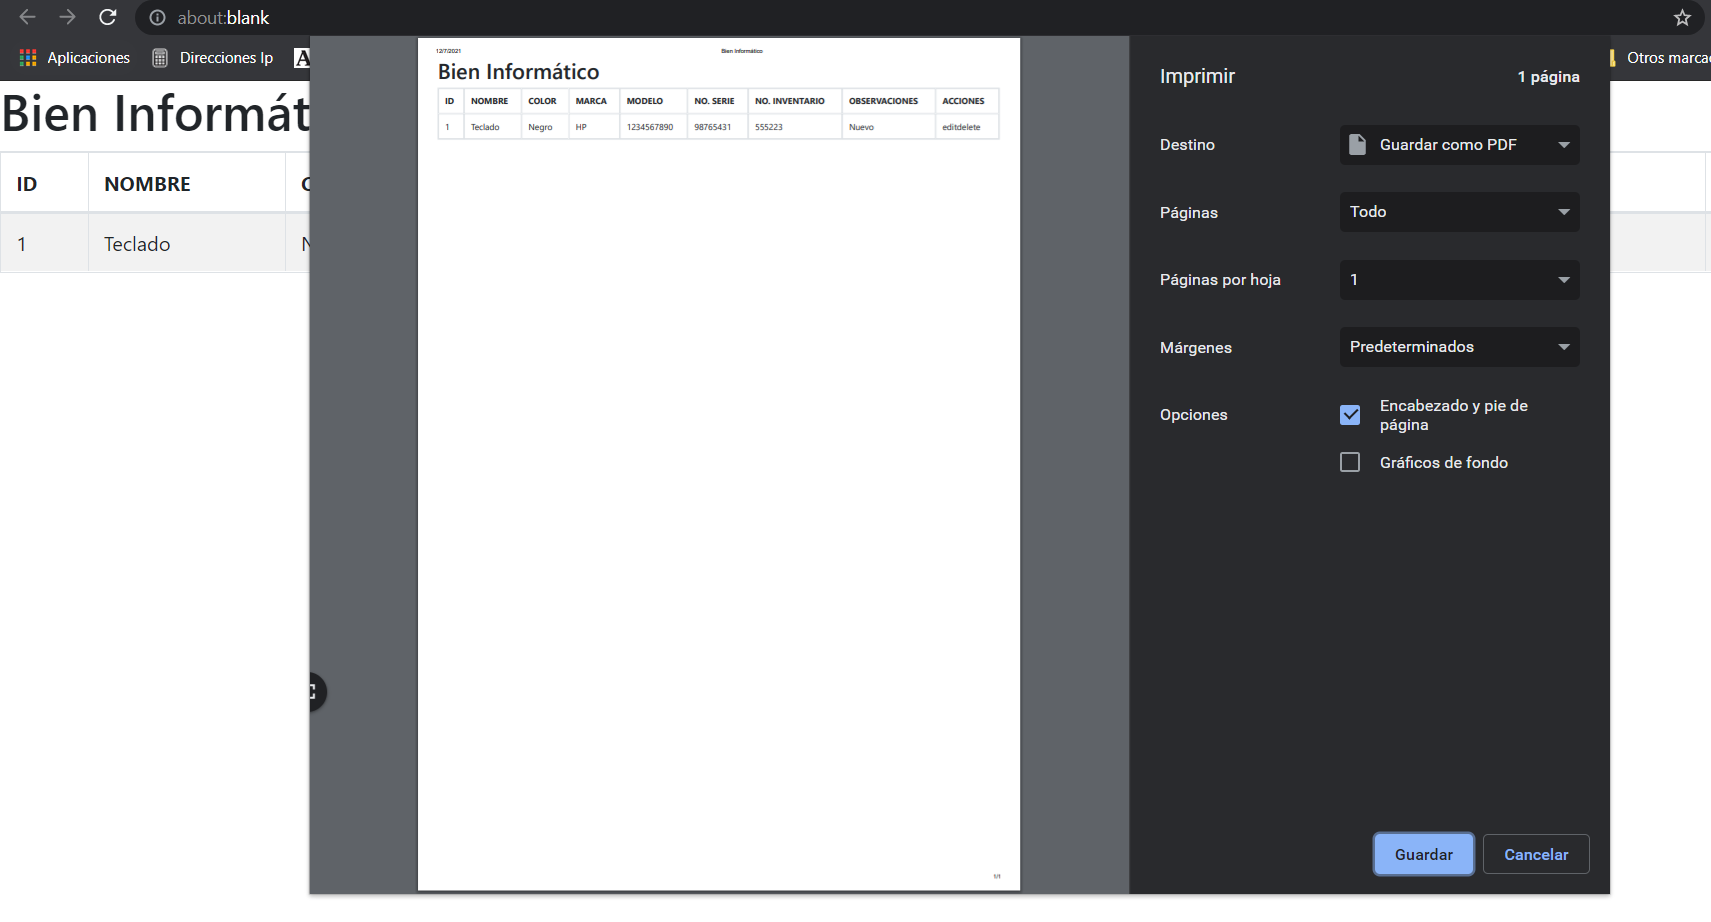 about:blank
Aplicaciones
Direcciones Ip
A
Otros marca
Bien Informát
ID NOMBRE
1 Teclado
12/7/2021 Bien Informático
Bien Informático
ID NOMBRE COLOR MARCA MODELO NO. SERIE NO. INVENTARIO OBSERVACIONES ACCIONES
1 Teclado Negro HP 1234567890 98765431 555223 Nuevo editdelete
1/1
Imprimir 1 página
Destino Guardar como PDF
Páginas Todo
Páginas por hoja 1
Márgenes Predeterminados
Opciones Encabezado y pie de
página
Gráficos de fondo
Guardar Cancelar